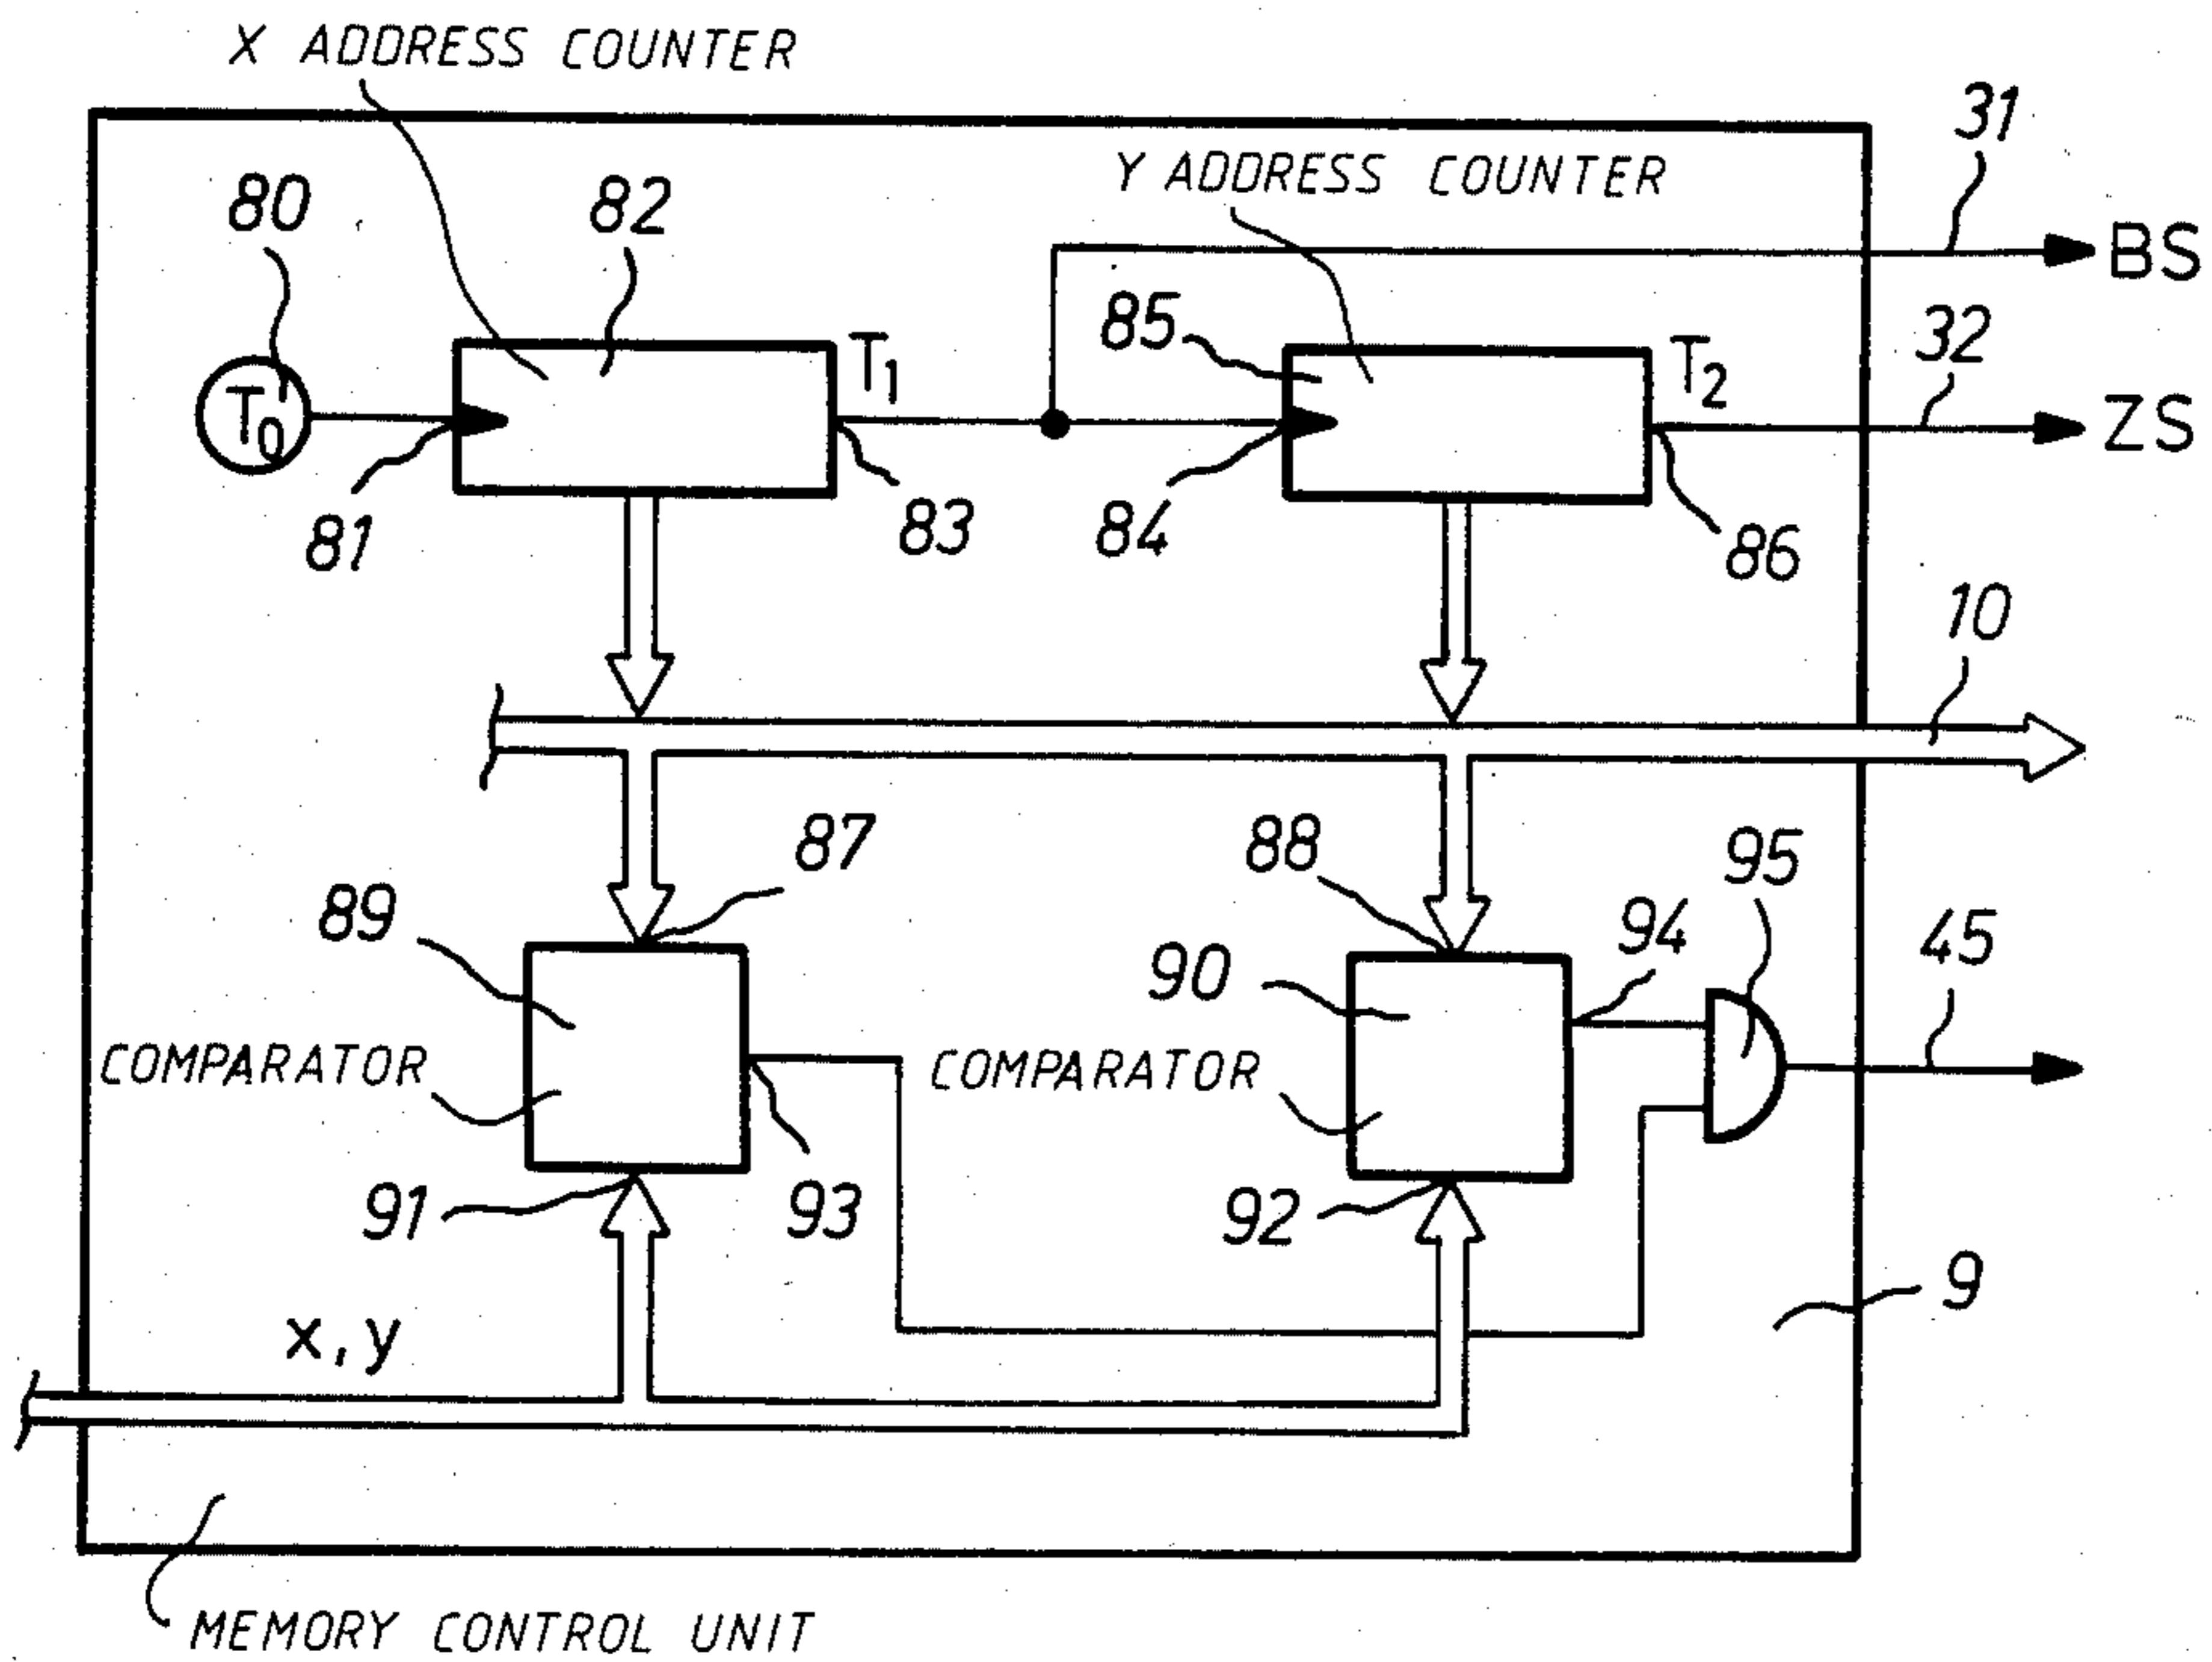 X ADDRESS COUNTER
31
Y ADDRESS COUNTER
80
82
BS
85
32
T1
T2
T0
ZS
81
83
84
86
10
87
88
95
89
94
45
90
COMPARATOR
COMPARATOR
91
93
92
9
x, y
MEMORY CONTROL UNIT